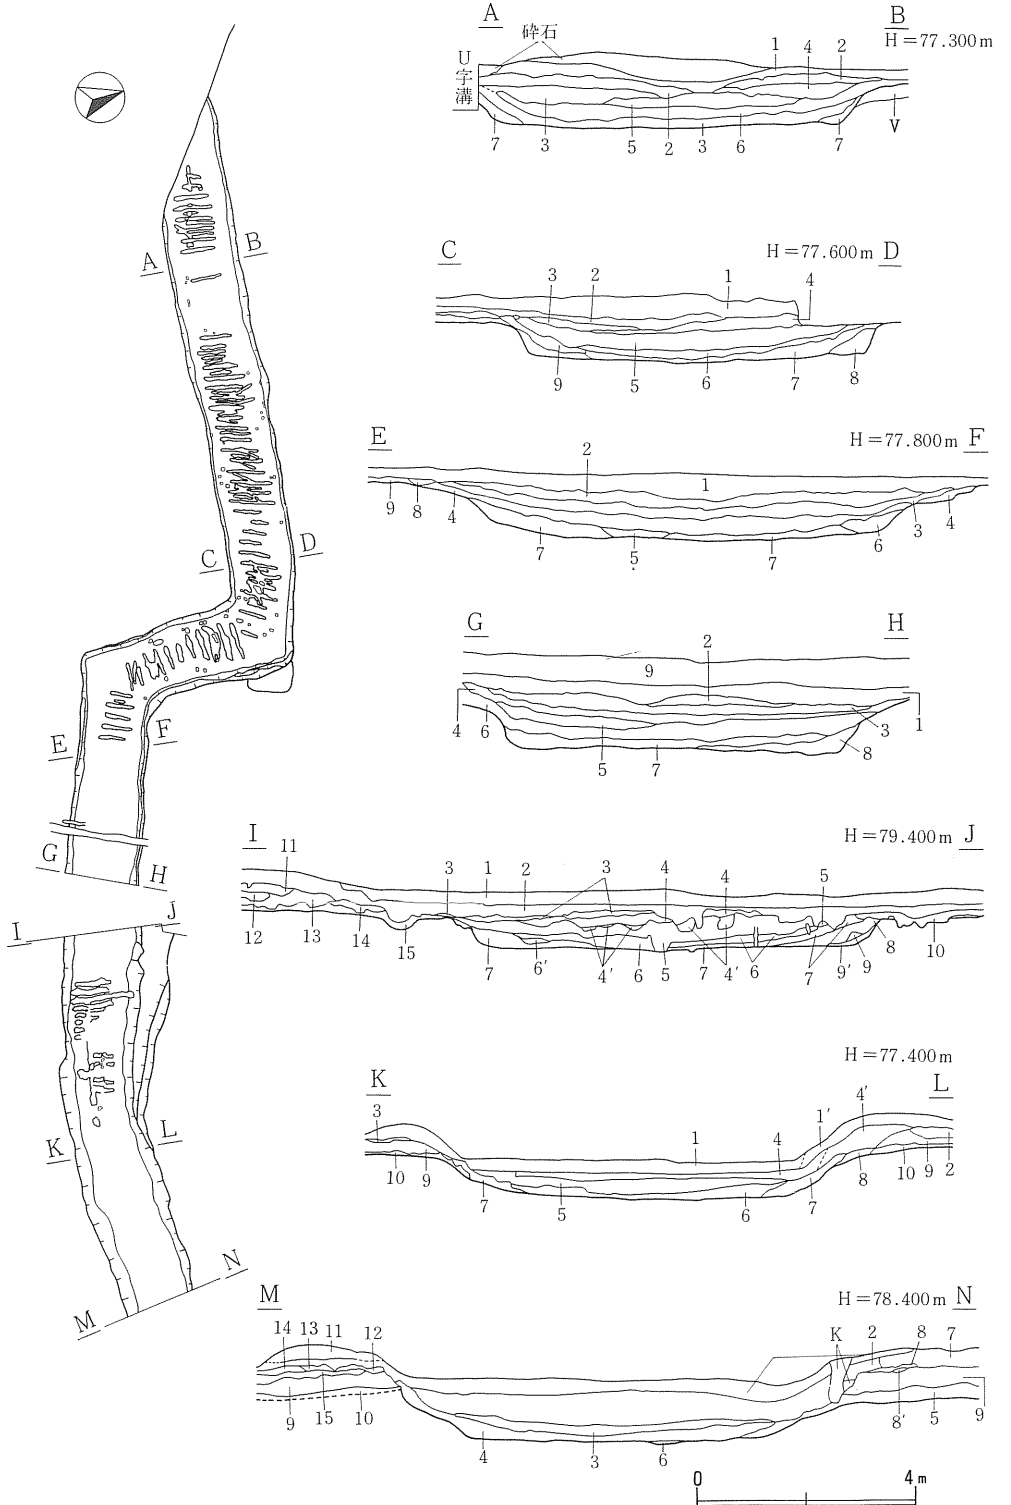 A
B
H＝77.300m
砕石
U字溝
1 4 2
7 3 5 2 3 6 7 V
C
H＝77.600m D
3 2 1 4
9 5 6 7 8
E
H＝77.800m F
2
1
9 8 4 7 5 7 6 3 4
G
H
2
9
4 6 5 7 8 3 1
I
H＝79.400m J
11 3 1 2 3 4 4 5
12 13 14 15 7 6′ 4′ 6 5 7 4′ 6 7 9′ 9 8 10
H＝77.400m
K
L
3 1 4 1′ 4′
10 9 7 5 6 7 8 10 9 2
M
H＝78.400m N
14 13 11 12 K 2 8 7
9 15 10 4 3 6 8′ 5 9
A
B
C
D
E
F
G
H
I
J
K
L
M
N
0 4m